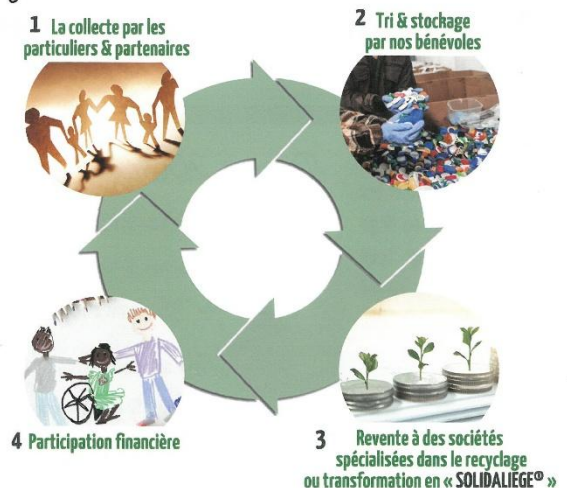 1 La collecte par les
particuliers & partenaires
2 Tri & stockage
par nos bénévoles
3 Revente à des sociétés
spécialisées dans le recyclage
ou transformation en « SOLIDALIEGE® »
4 Participation financière